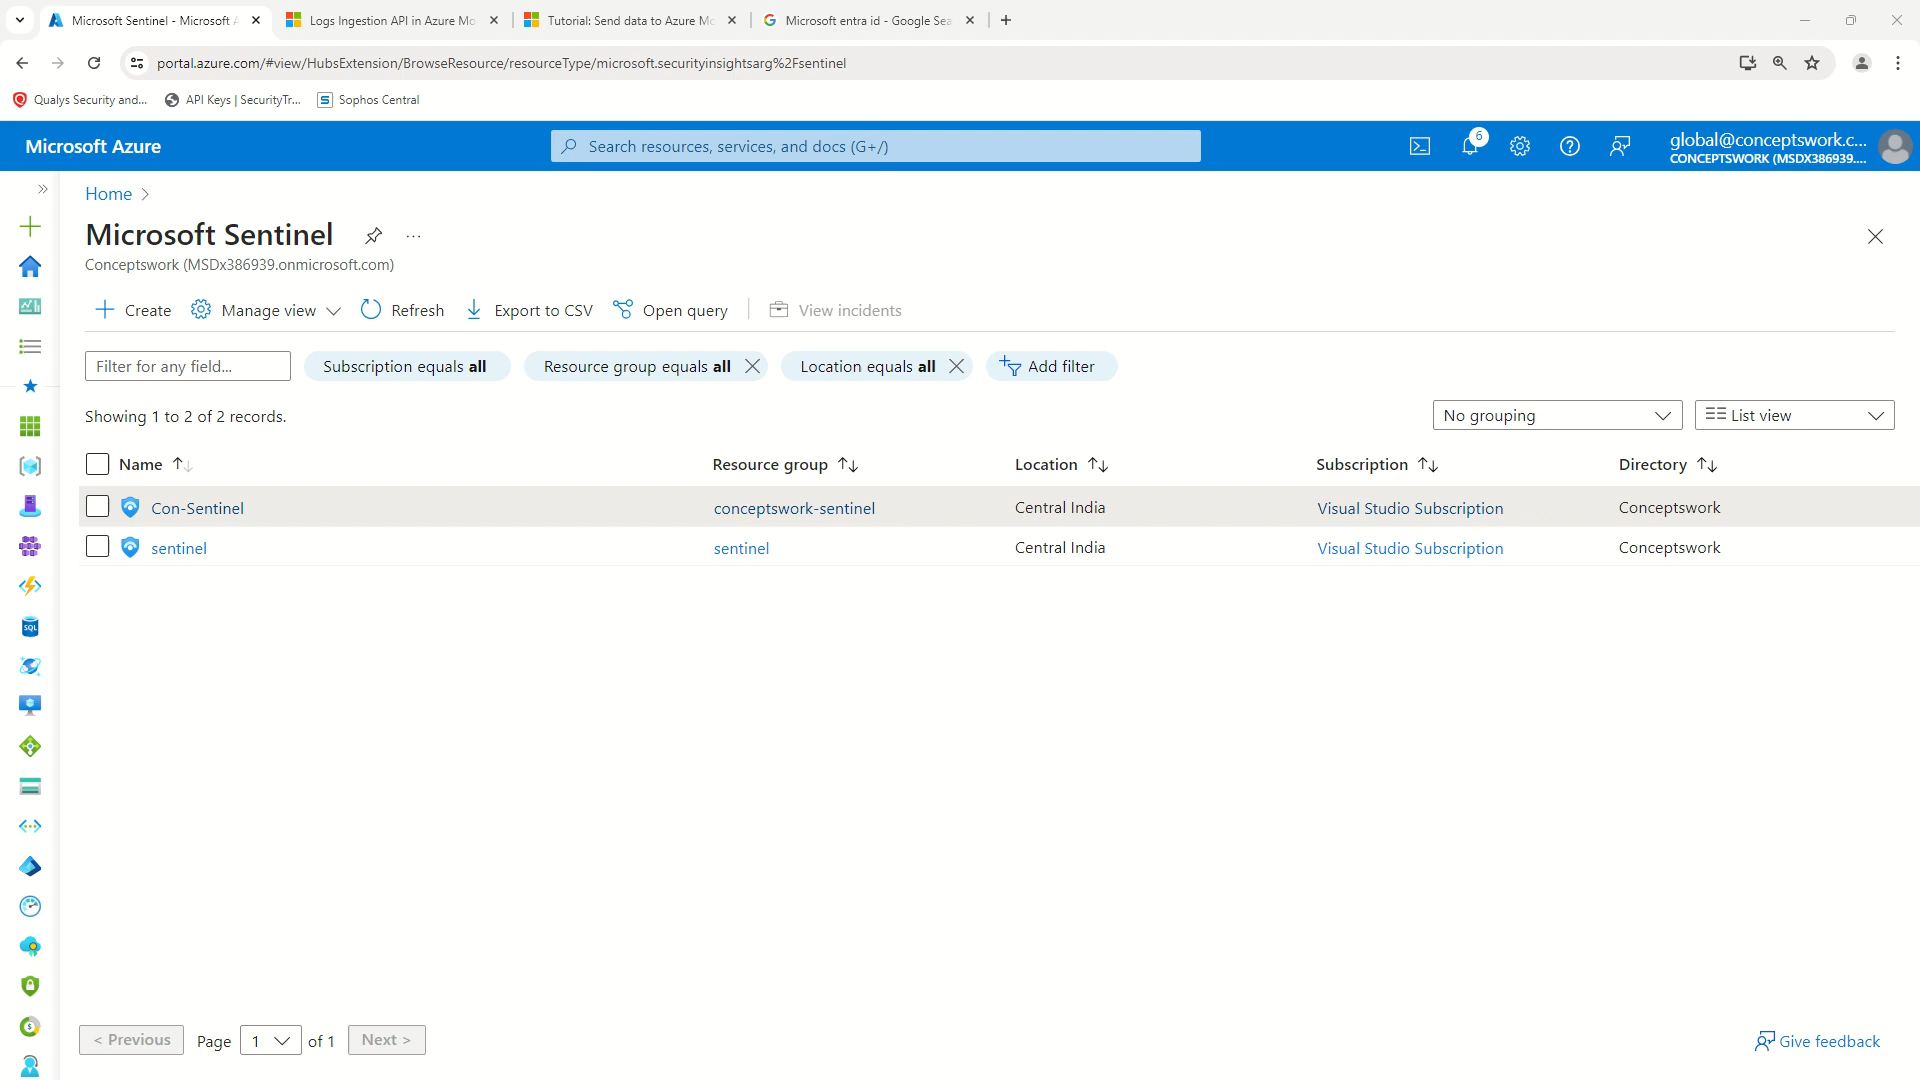 Microsoft Sentinel - Microsoft A
Logs Ingestion API in Azure Mo
Tutorial: Send data to Azure Mo
Microsoft entra id - Google Sea
portal.azure.com/#view/HubsExtension/BrowseResource/resourceType/microsoft.securityinsightsarg%2Fsentinel
Qualys Security and...
API Keys | SecurityTr...
S
Sophos Central
Microsoft Azure
Search resources, services, and docs (G+/)
6
global@conceptswork.c...
CONCEPTSWORK (MSDX386939....
Home
Microsoft Sentinel
...
Conceptswork (MSDx386939.onmicrosoft.com)
Create
Manage view
Refresh
Export to CSV
Open query
View incidents
Filter for any field...
Subscription equals all
Resource group equals all
Location equals all
Add filter
Showing 1 to 2 of 2 records.
No grouping
List view
Name
Resource group
Location
Subscription
Directory
Con-Sentinel
conceptswork-sentinel
Central India
Visual Studio Subscription
Conceptswork
sentinel
sentinel
Central India
Visual Studio Subscription
Conceptswork
SQL
< Previous
Page
1
of 1
Next >
Give feedback